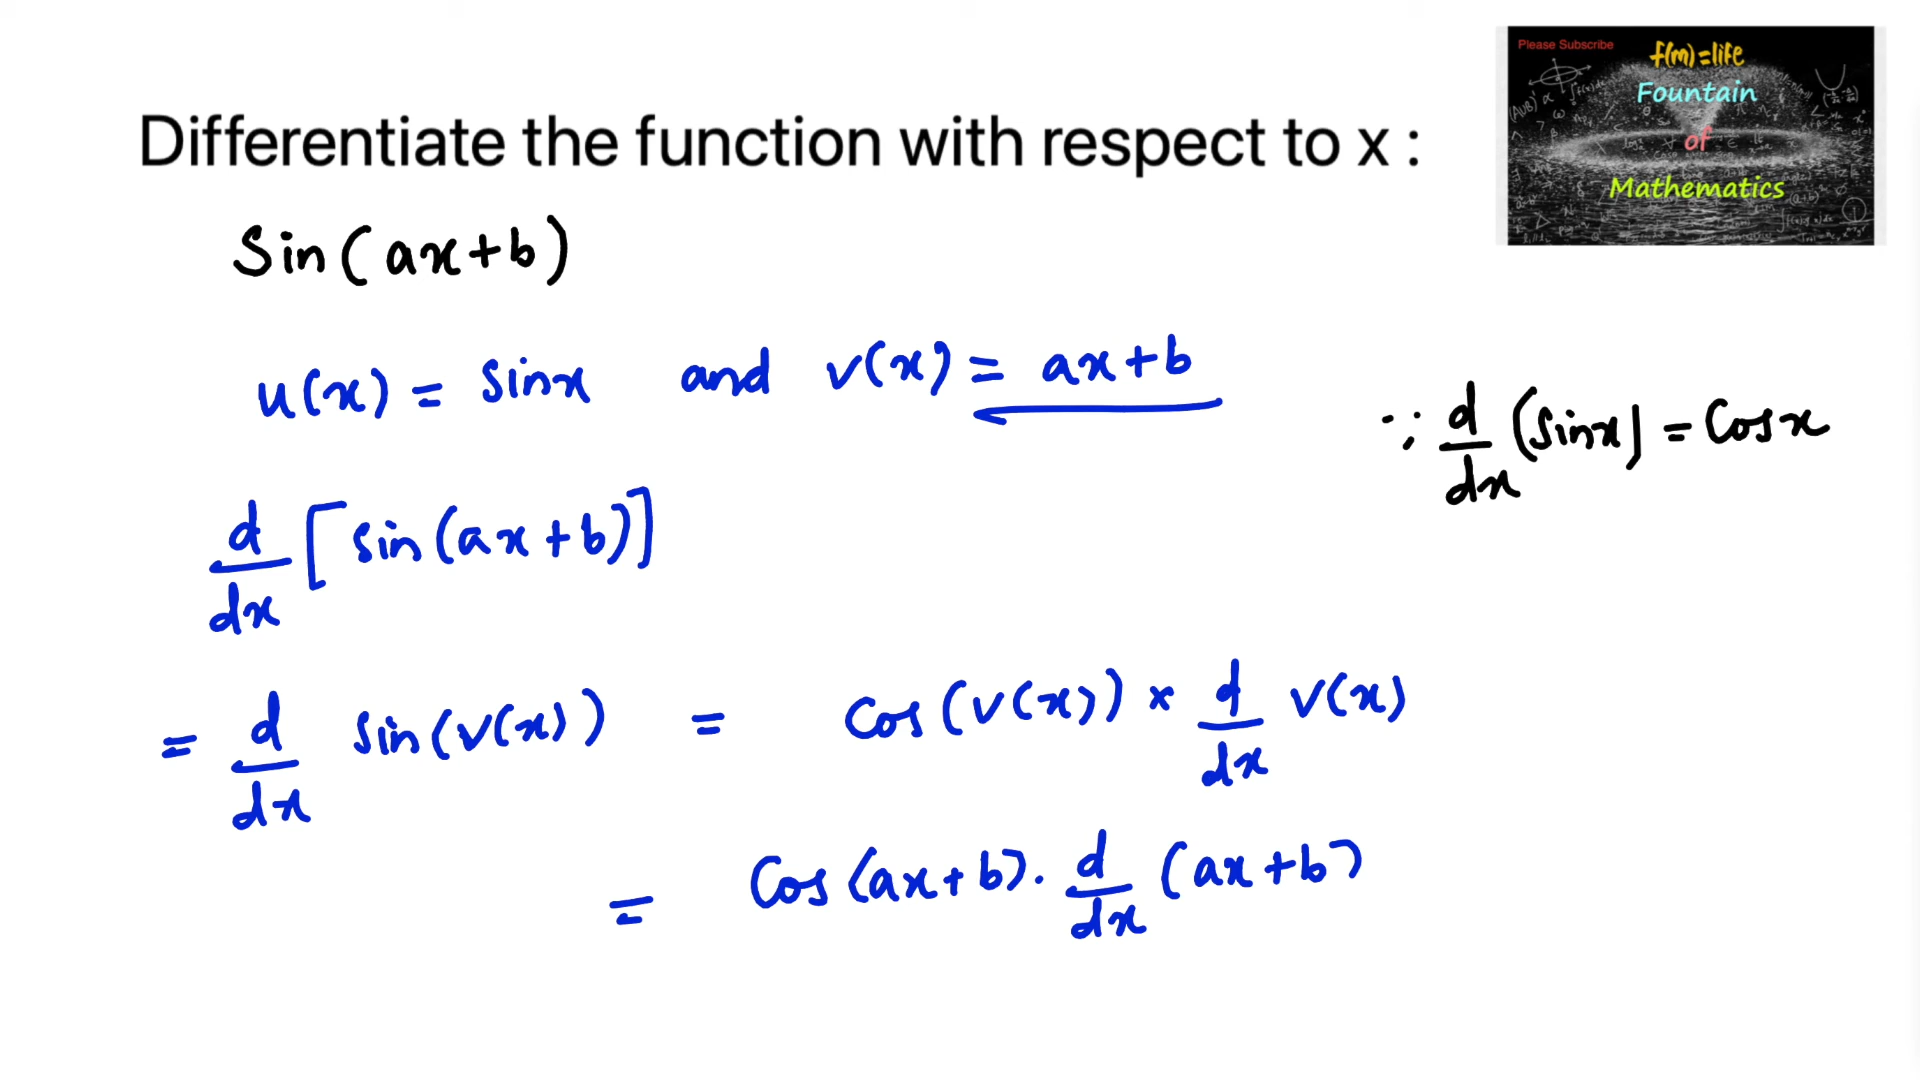 Please Subscribe
f(m)=life
Fountain
of
Mathematics
Differentiate the function with respect to x :
Sin(ax+b)
u(x) = sinx and v(x) = ax+b
∵ d/dx (sinx) = Cosx
d/dx [sin(ax+b)]
= d/dx sin(v(x)) = Cos(v(x)) × d/dx v(x)
= Cos(ax+b). d/dx (ax+b)